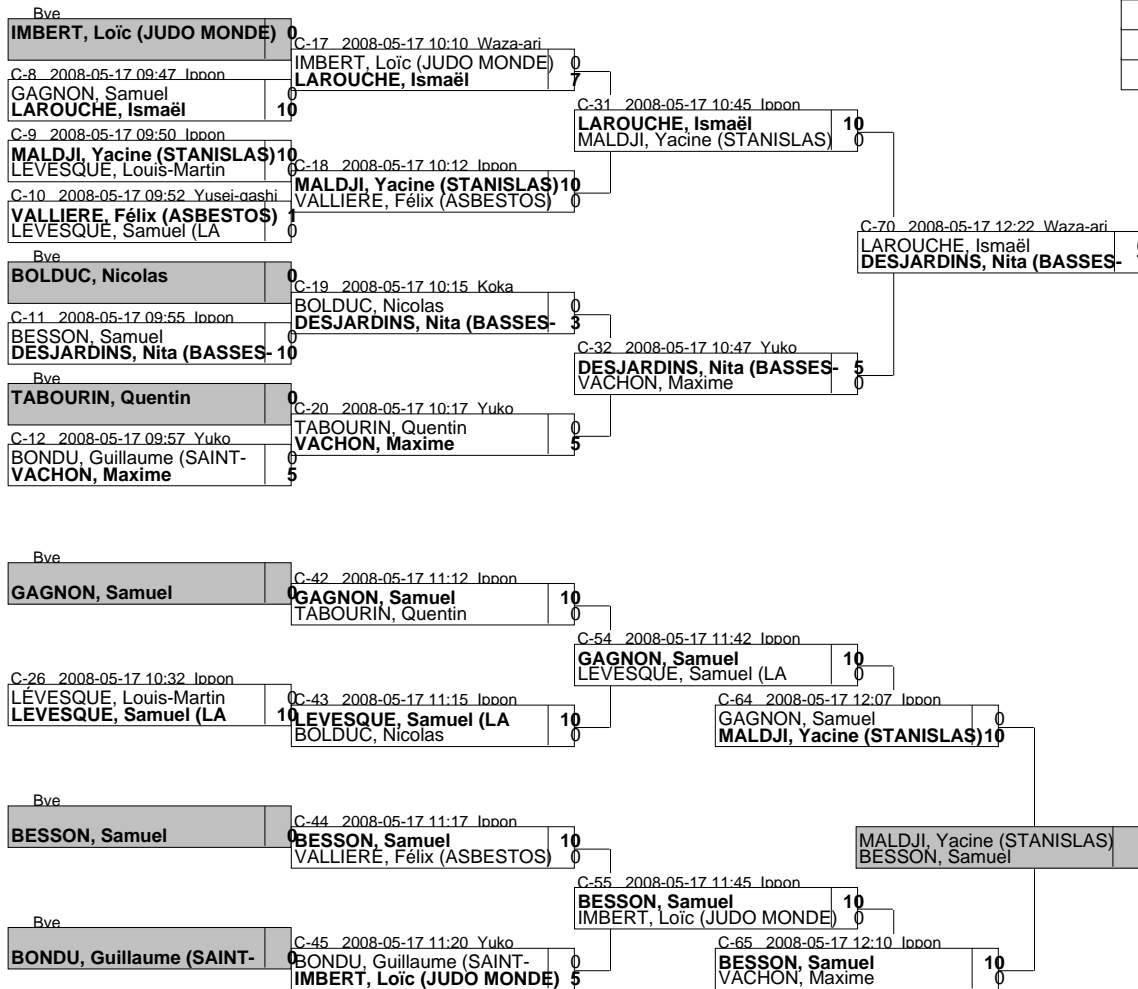 Bye
IMBERT, Loïc (JUDO MONDE) 0
C-8 2008-05-17 09:47 Ippon
GAGNON, Samuel 0
LAROUCHE, Ismaël 10
C-9 2008-05-17 09:50 Ippon
MALDJI, Yacine (STANISLAS) 10
LÉVESQUE, Louis-Martin 0
C-10 2008-05-17 09:52 Yusei-gashi
VALLIERE, Félix (ASBESTOS) 1
LEVESQUE, Samuel (LA 0
Bye
BOLDUC, Nicolas 0
C-11 2008-05-17 09:55 Ippon
BESSON, Samuel 0
DESJARDINS, Nita (BASSES- 10
Bye
TABOURIN, Quentin 0
C-12 2008-05-17 09:57 Yuko
BONDU, Guillaume (SAINT- 0
VACHON, Maxime 5
C-17 2008-05-17 10:10 Waza-ari
IMBERT, Loïc (JUDO MONDE) 0
LAROUCHE, Ismaël 7
C-18 2008-05-17 10:12 Ippon
MALDJI, Yacine (STANISLAS) 10
VALLIERE, Félix (ASBESTOS) 0
C-19 2008-05-17 10:15 Koka
BOLDUC, Nicolas 0
DESJARDINS, Nita (BASSES- 3
C-20 2008-05-17 10:17 Yuko
TABOURIN, Quentin 0
VACHON, Maxime 5
C-31 2008-05-17 10:45 Ippon
LAROUCHE, Ismaël 10
MALDJI, Yacine (STANISLAS) 0
C-32 2008-05-17 10:47 Yuko
DESJARDINS, Nita (BASSES- 5
VACHON, Maxime 0
C-70 2008-05-17 12:22 Waza-ari
LAROUCHE, Ismaël
DESJARDINS, Nita (BASSES-
Bye
GAGNON, Samuel 0
C-26 2008-05-17 10:32 Ippon
LÉVESQUE, Louis-Martin 0
LEVESQUE, Samuel (LA 10
Bye
BESSON, Samuel 0
Bye
BONDU, Guillaume (SAINT- 0
C-42 2008-05-17 11:12 Ippon
GAGNON, Samuel 10
TABOURIN, Quentin 0
C-43 2008-05-17 11:15 Ippon
LEVESQUE, Samuel (LA 10
BOLDUC, Nicolas 0
C-44 2008-05-17 11:17 Ippon
BESSON, Samuel 10
VALLIERE, Félix (ASBESTOS) 0
C-45 2008-05-17 11:20 Yuko
BONDU, Guillaume (SAINT- 0
IMBERT, Loïc (JUDO MONDE) 5
C-54 2008-05-17 11:42 Ippon
GAGNON, Samuel 10
LEVESQUE, Samuel (LA 0
C-55 2008-05-17 11:45 Ippon
BESSON, Samuel 10
IMBERT, Loïc (JUDO MONDE) 0
C-64 2008-05-17 12:07 Ippon
GAGNON, Samuel 0
MALDJI, Yacine (STANISLAS) 10
C-65 2008-05-17 12:10 Ippon
BESSON, Samuel 10
VACHON, Maxime 0
MALDJI, Yacine (STANISLAS)
BESSON, Samuel